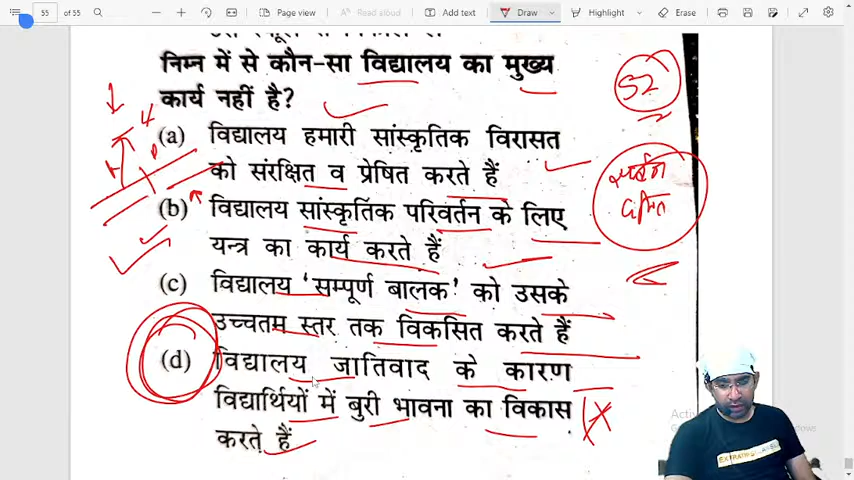 55 of 55
Page view
Read aloud
Add text
Draw
Highlight
Erase
निम्न में से कौन-सा विद्यालय का मुख्य
कार्य नहीं है?
52
(a) विद्यालय हमारी सांस्कृतिक विरासत
को संरक्षित व प्रेषित करते हैं
(b) विद्यालय सांस्कृतिक परिवर्तन के लिए
यन्त्र का कार्य करते हैं
(c) विद्यालय 'सम्पूर्ण बालक' को उसके
उच्चतम स्तर तक विकसित करते हैं
(d) विद्यालय जातिवाद के कारण
विद्यार्थियों में बुरी भावना का विकास
करते हैं